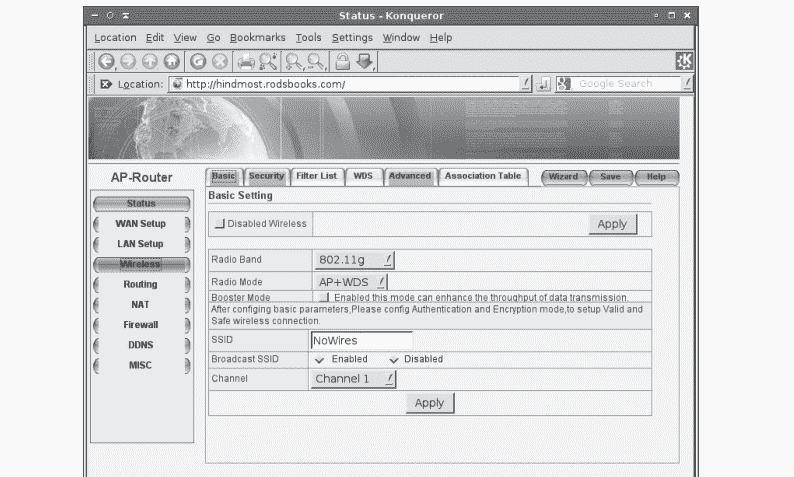 Status - Konqueror
Location Edit View Go Bookmarks Tools Settings Window Help
Location: http://hindmost.rodsbooks.com/ Google Search
AP-Router
Basic Security Filter List WDS Advanced Association Table Wizard Save Help
Status
WAN Setup
LAN Setup
Wireless
Routing
NAT
Firewall
DDNS
MISC
Basic Setting
Disabled Wireless Apply
Radio Band 802.11g
Radio Mode AP+WDS
Booster Mode Enabled this mode can enhance the throughput of data transmission.
After configing basic parameters,Please config Authentication and Encryption mode,to setup Valid and
Safe wireless connection.
SSID NoWires
Broadcast SSID Enabled Disabled
Channel Channel 1
Apply